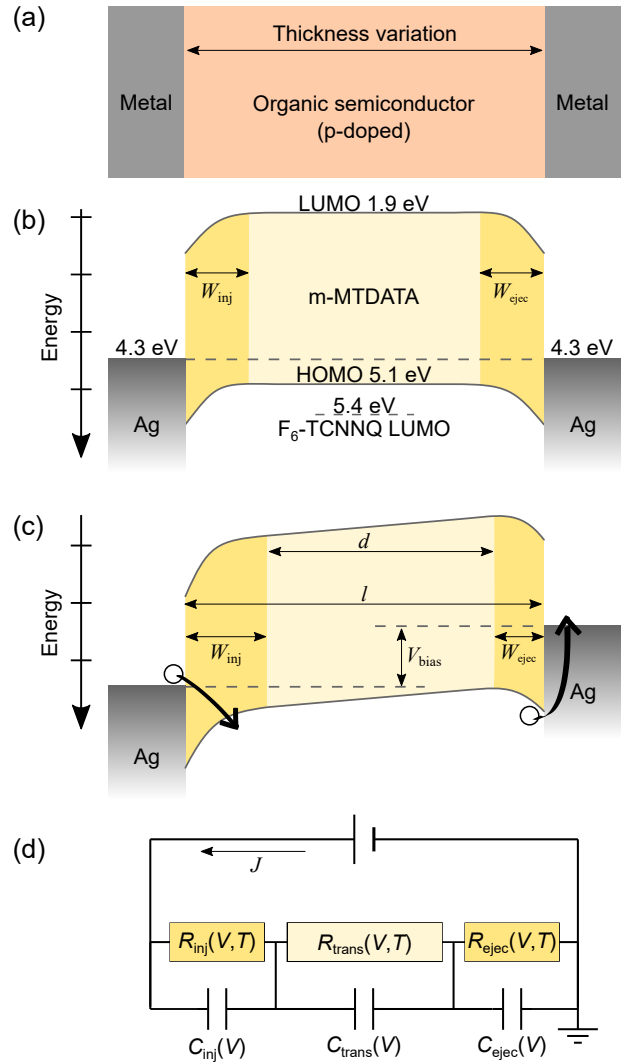 (a)
Thickness variation
Metal
Organic semiconductor
(p-doped)
Metal
(b)
LUMO 1.9 eV
Energy
W_inj
m-MTDATA
W_ejec
4.3 eV
4.3 eV
HOMO 5.1 eV
5.4 eV
F₆-TCNNQ LUMO
Ag
Ag
(c)
Energy
d
l
W_inj
V_bias
W_ejec
Ag
Ag
(d)
J
R_inj(V,T)
R_trans(V,T)
R_ejec(V,T)
C_inj(V)
C_trans(V)
C_ejec(V)